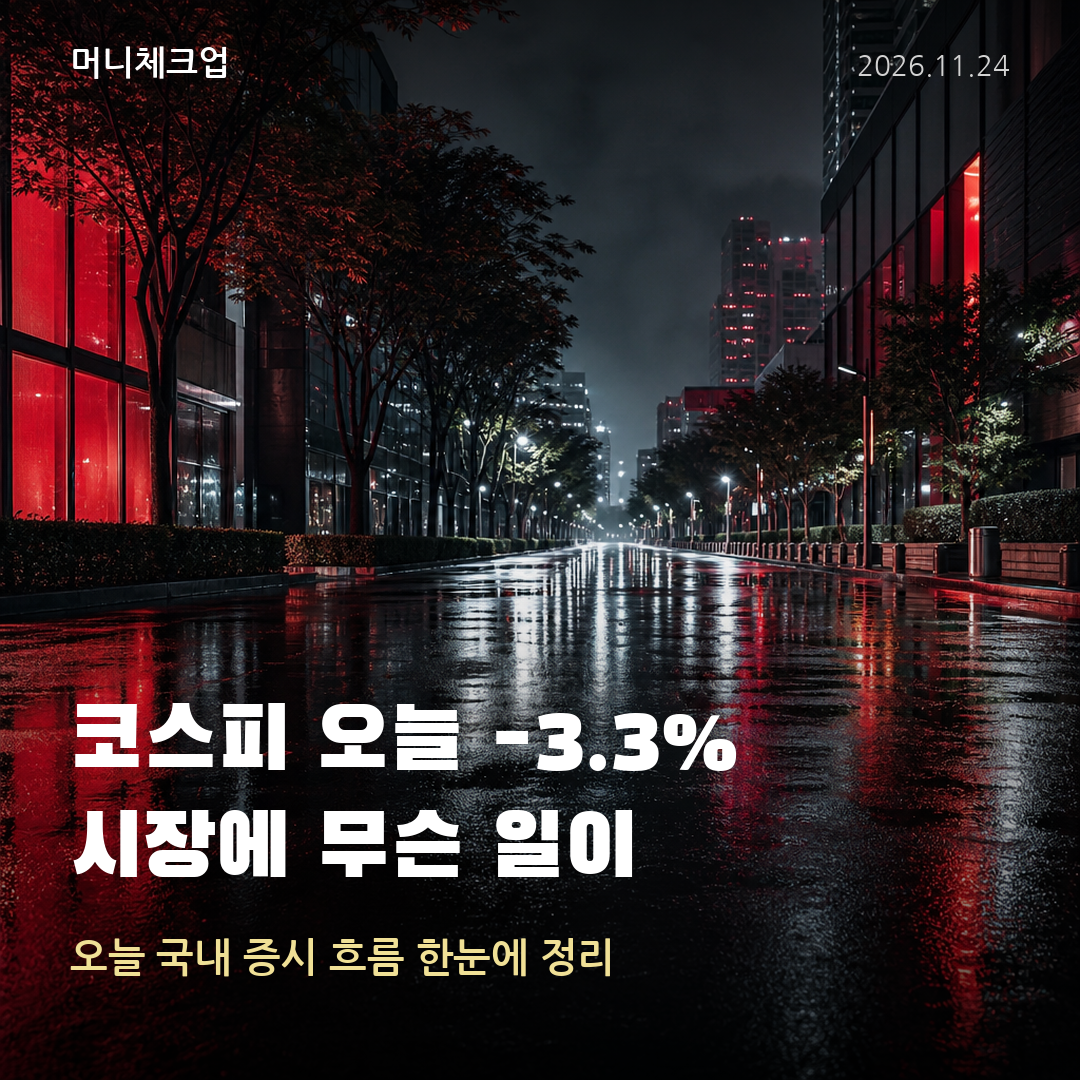 머니체크업
2026.11.24
코스피 오늘 -3.3%
시장에 무슨 일이
오늘 국내 증시 흐름 한눈에 정리